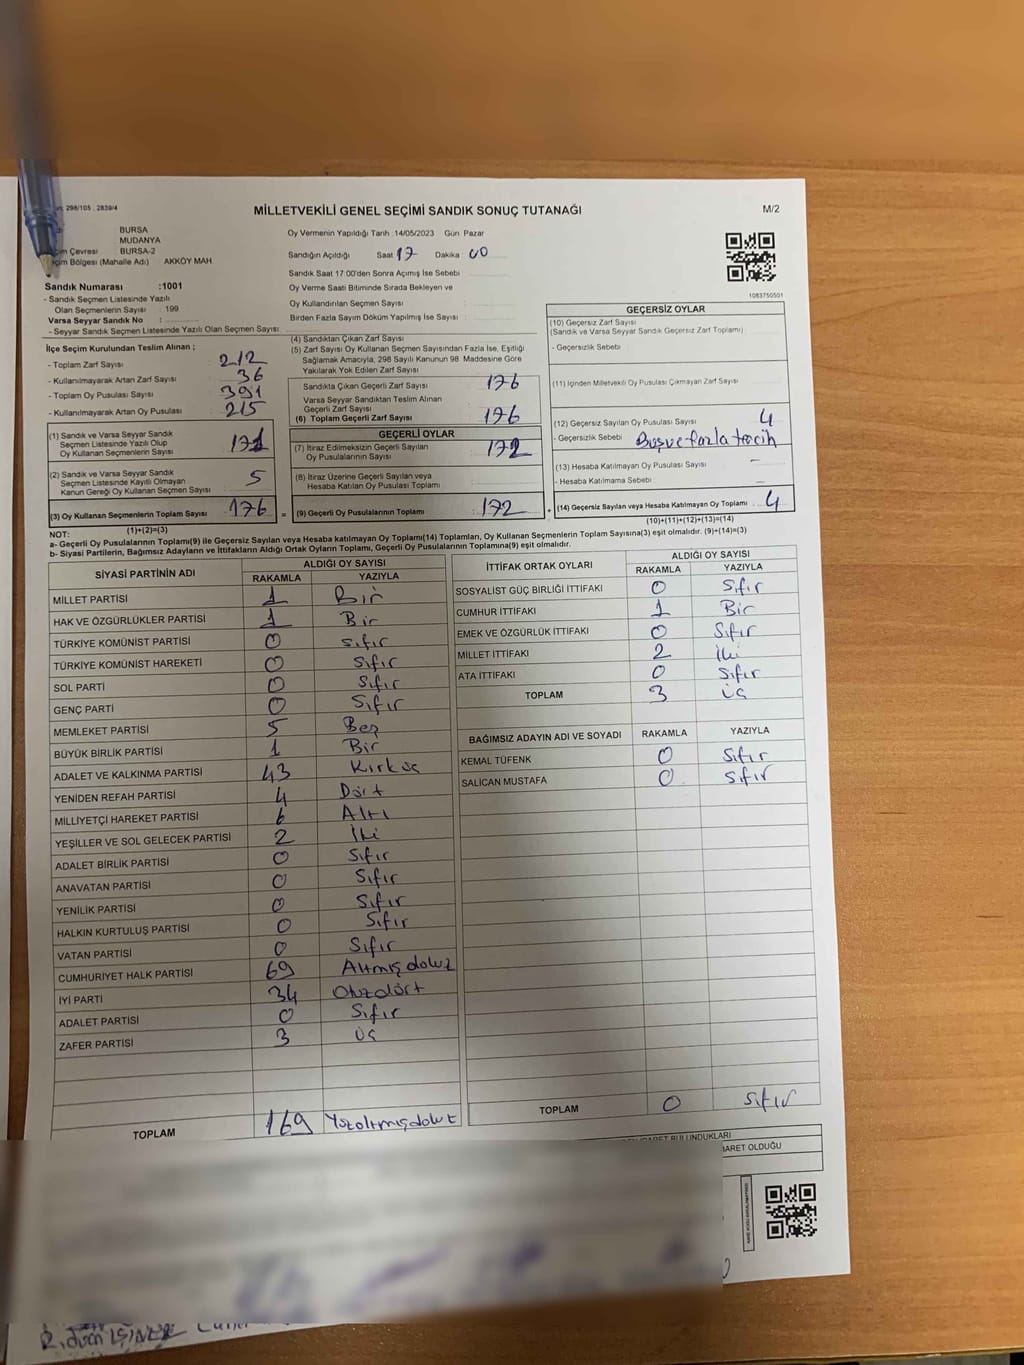 298/105 . 2839/4
MİLLETVEKİLİ GENEL SEÇİMİ SANDIK SONUÇ TUTANAĞI
M/2
BURSA
MUDANYA
Çevresi BURSA-2
Bölgesi (Mahalle Adı) AKKÖY MAH.
Sandık Numarası :1001
- Sandık Seçmen Listesinde Yazılı
Olan Seçmenlerin Sayısı : 199
Varsa Seyyar Sandık No :
- Seyyar Sandık Seçmen Listesinde Yazılı Olan Seçmen Sayısı:
Oy Vermenin Yapıldığı Tarih :14/05/2023 Gün: Pazar
Sandığın Açıldığı Saat 17 Dakika : 00
Sandık Saat 17:00'den Sonra Açımış İse Sebebi
Oy Verme Saati Bitiminde Sırada Bekleyen ve
Oy Kullandırılan Seçmen Sayısı
Birden Fazla Sayım Döküm Yapılmış İse Sayısı :
1083750501
İlçe Seçim Kurulundan Teslim Alınan ;
- Toplam Zarf Sayısı 212
- Kullanılmayarak Artan Zarf Sayısı 36
- Toplam Oy Pusulası Sayısı 391
- Kullanılmayarak Artan Oy Pusulası 215
(1) Sandık ve Varsa Seyyar Sandık
Seçmen Listesinde Yazılı Olup
Oy Kullanan Seçmenlerin Sayısı 171
(2) Sandık ve Varsa Seyyar Sandık
Seçmen Listesinde Kayıtlı Olmayan
Kanun Gereği Oy Kullanan Seçmen Sayısı 5
(3) Oy Kullanan Seçmenlerin Toplam Sayısı 176 =
(1)+(2)=(3)
(4) Sandıktan Çıkan Zarf Sayısı
(5) Zarf Sayısı Oy Kullanan Seçmen Sayısından Fazla İse, Eşitliği
Sağlamak Amacıyla, 298 Sayılı Kanunun 98 Maddesine Göre
Yakılarak Yok Edilen Zarf Sayısı
Sandıkta Çıkan Geçerli Zarf Sayısı 176
Varsa Seyyar Sandıktan Teslim Alınan
Geçerli Zarf Sayısı
(6) Toplam Geçerli Zarf Sayısı 176
GEÇERLİ OYLAR
(7) İtiraz Edilmeksizin Geçerli Sayılan
Oy Pusulalarının Sayısı 172
(8) İtiraz Üzerine Geçerli Sayılan veya
Hesaba Katılan Oy Pusulası Toplamı
(9) Geçerli Oy Pusulalarının Toplamı 172 +
GEÇERSİZ OYLAR
(10) Geçersiz Zarf Sayısı
(Sandık ve Varsa Seyyar Sandık Geçersiz Zarf Toplamı)
- Geçersizlik Sebebi
(11) İçinden Milletvekili Oy Pusulası Çıkmayan Zarf Sayısı
(12) Geçersiz Sayılan Oy Pusulası Sayısı 4
- Geçersizlik Sebebi Boş ve fazla tercih
(13) Hesaba Katılmayan Oy Pusulası Sayısı -
- Hesaba Katılmama Sebebi -
(14) Geçersiz Sayılan veya Hesaba Katılmayan Oy Toplamı 4
(10)+(11)+(12)+(13)=(14)
NOT:
a- Geçerli Oy Pusulalarının Toplamı(9) ile Geçersiz Sayılan veya Hesaba katılmayan Oy Toplamı(14) Toplamları, Oy Kullanan Seçmenlerin Toplam Sayısına(3) eşit olmalıdır. (9)+(14)=(3)
b- Siyasi Partilerin, Bağımsız Adayların ve İttifakların Aldığı Ortak Oyların Toplamı, Geçerli Oy Pusulalarının Toplamına(9) eşit olmalıdır.
SİYASİ PARTİNİN ADI ALDIĞI OY SAYISI
RAKAMLA YAZIYLA
MİLLET PARTİSİ 1 Bir
HAK VE ÖZGÜRLÜKLER PARTİSİ 1 Bir
TÜRKİYE KOMÜNİST PARTİSİ 0 Sıfır
TÜRKİYE KOMÜNİST HAREKETİ 0 Sıfır
SOL PARTİ 0 Sıfır
GENÇ PARTİ 0 Sıfır
MEMLEKET PARTİSİ 5 Beş
BÜYÜK BİRLİK PARTİSİ 1 Bir
ADALET VE KALKINMA PARTİSİ 43 Kırk üç
YENİDEN REFAH PARTİSİ 4 Dört
MİLLİYETÇİ HAREKET PARTİSİ 6 Altı
YEŞİLLER VE SOL GELECEK PARTİSİ 2 İki
ADALET BİRLİK PARTİSİ 0 Sıfır
ANAVATAN PARTİSİ 0 Sıfır
YENİLİK PARTİSİ 0 Sıfır
HALKIN KURTULUŞ PARTİSİ 0 Sıfır
VATAN PARTİSİ 0 Sıfır
CUMHURİYET HALK PARTİSİ 69 Altmış dokuz
İYİ PARTİ 34 Otuzdört
ADALET PARTİSİ 0 Sıfır
ZAFER PARTİSİ 3 Üç
TOPLAM 169 Yüzaltmışdokuz
İTTİFAK ORTAK OYLARI ALDIĞI OY SAYISI
RAKAMLA YAZIYLA
SOSYALİST GÜÇ BİRLİĞİ İTTİFAKI 0 Sıfır
CUMHUR İTTİFAKI 1 Bir
EMEK VE ÖZGÜRLÜK İTTİFAKI 0 Sıfır
MİLLET İTTİFAKI 2 İki
ATA İTTİFAKI 0 Sıfır
TOPLAM 3 Üç
BAĞIMSIZ ADAYIN ADI VE SOYADI RAKAMLA YAZIYLA
KEMAL TÜFENK 0 Sıfır
SALİCAN MUSTAFA 0 Sıfır
TOPLAM 0 Sıfır
BULUNDUKLARI
OLDUĞU